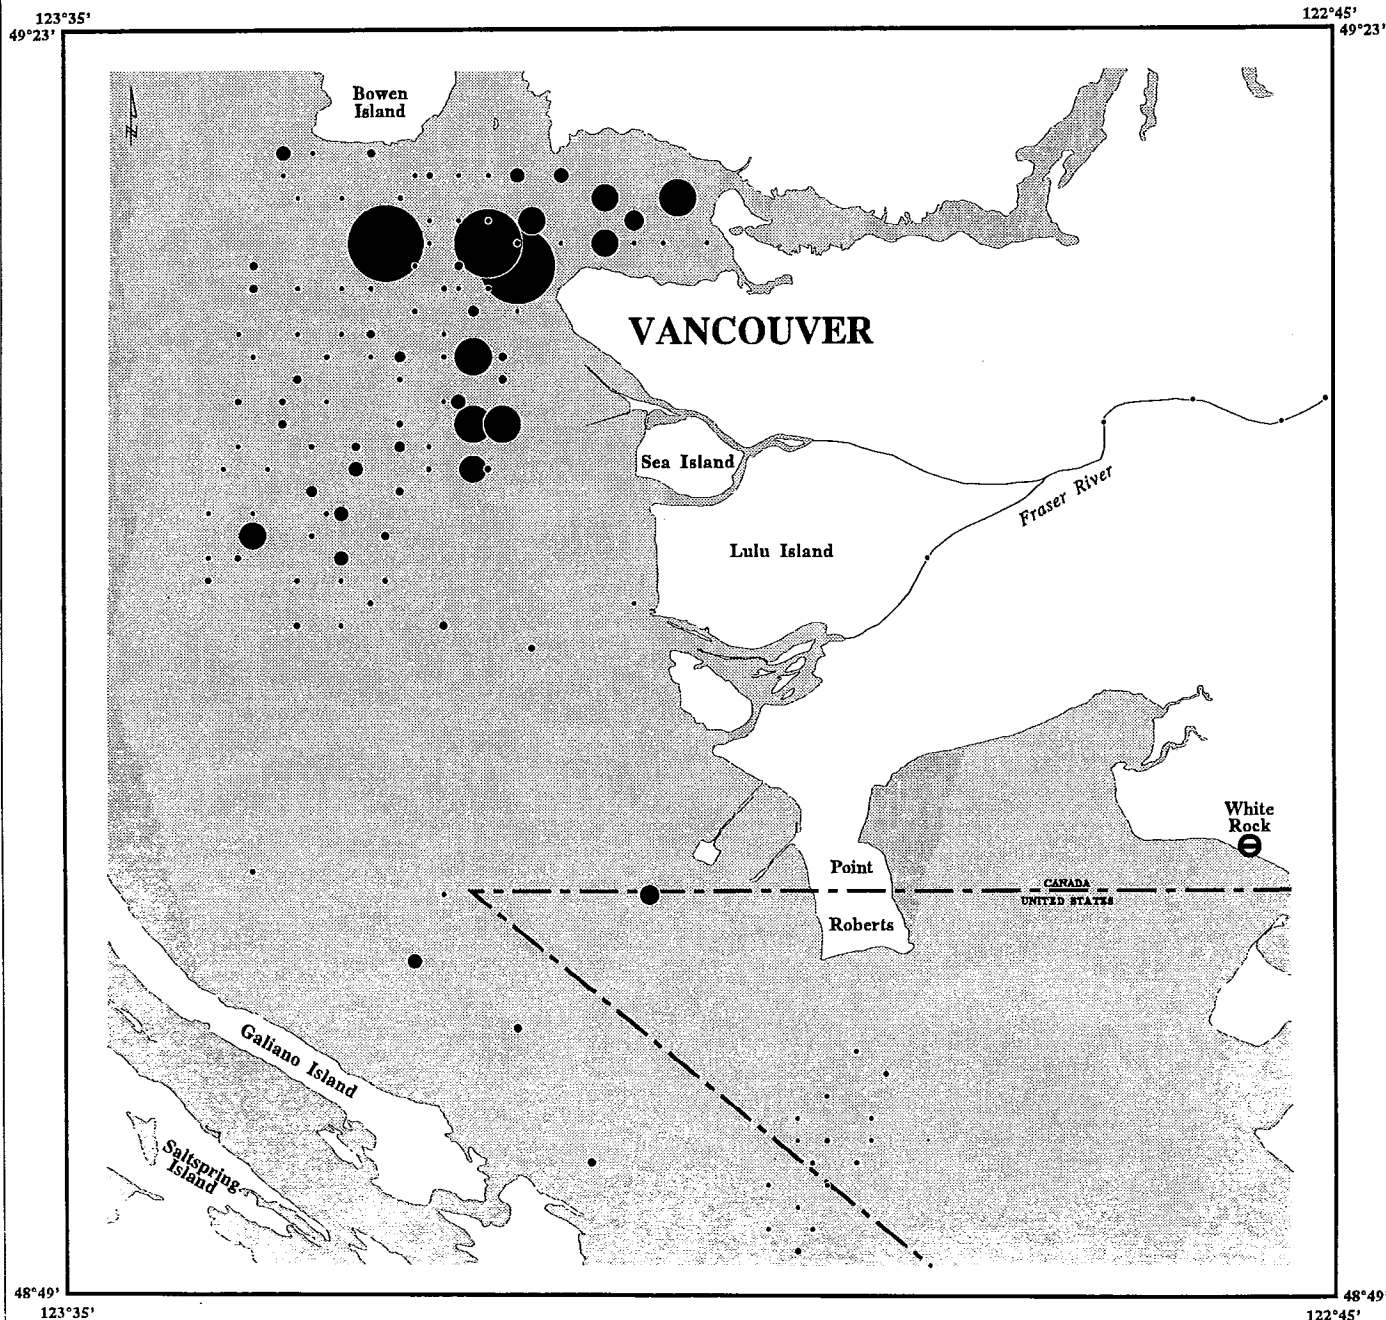 123°35'
122°45'
49°23'
49°23'
Bowen
Island
VANCOUVER
Sea Island
Fraser River
Lulu Island
White
Rock
Point
CANADA
UNITED STATES
Roberts
Galiano Island
Saltspring
Island
48°49'
48°49'
123°35'
122°45'